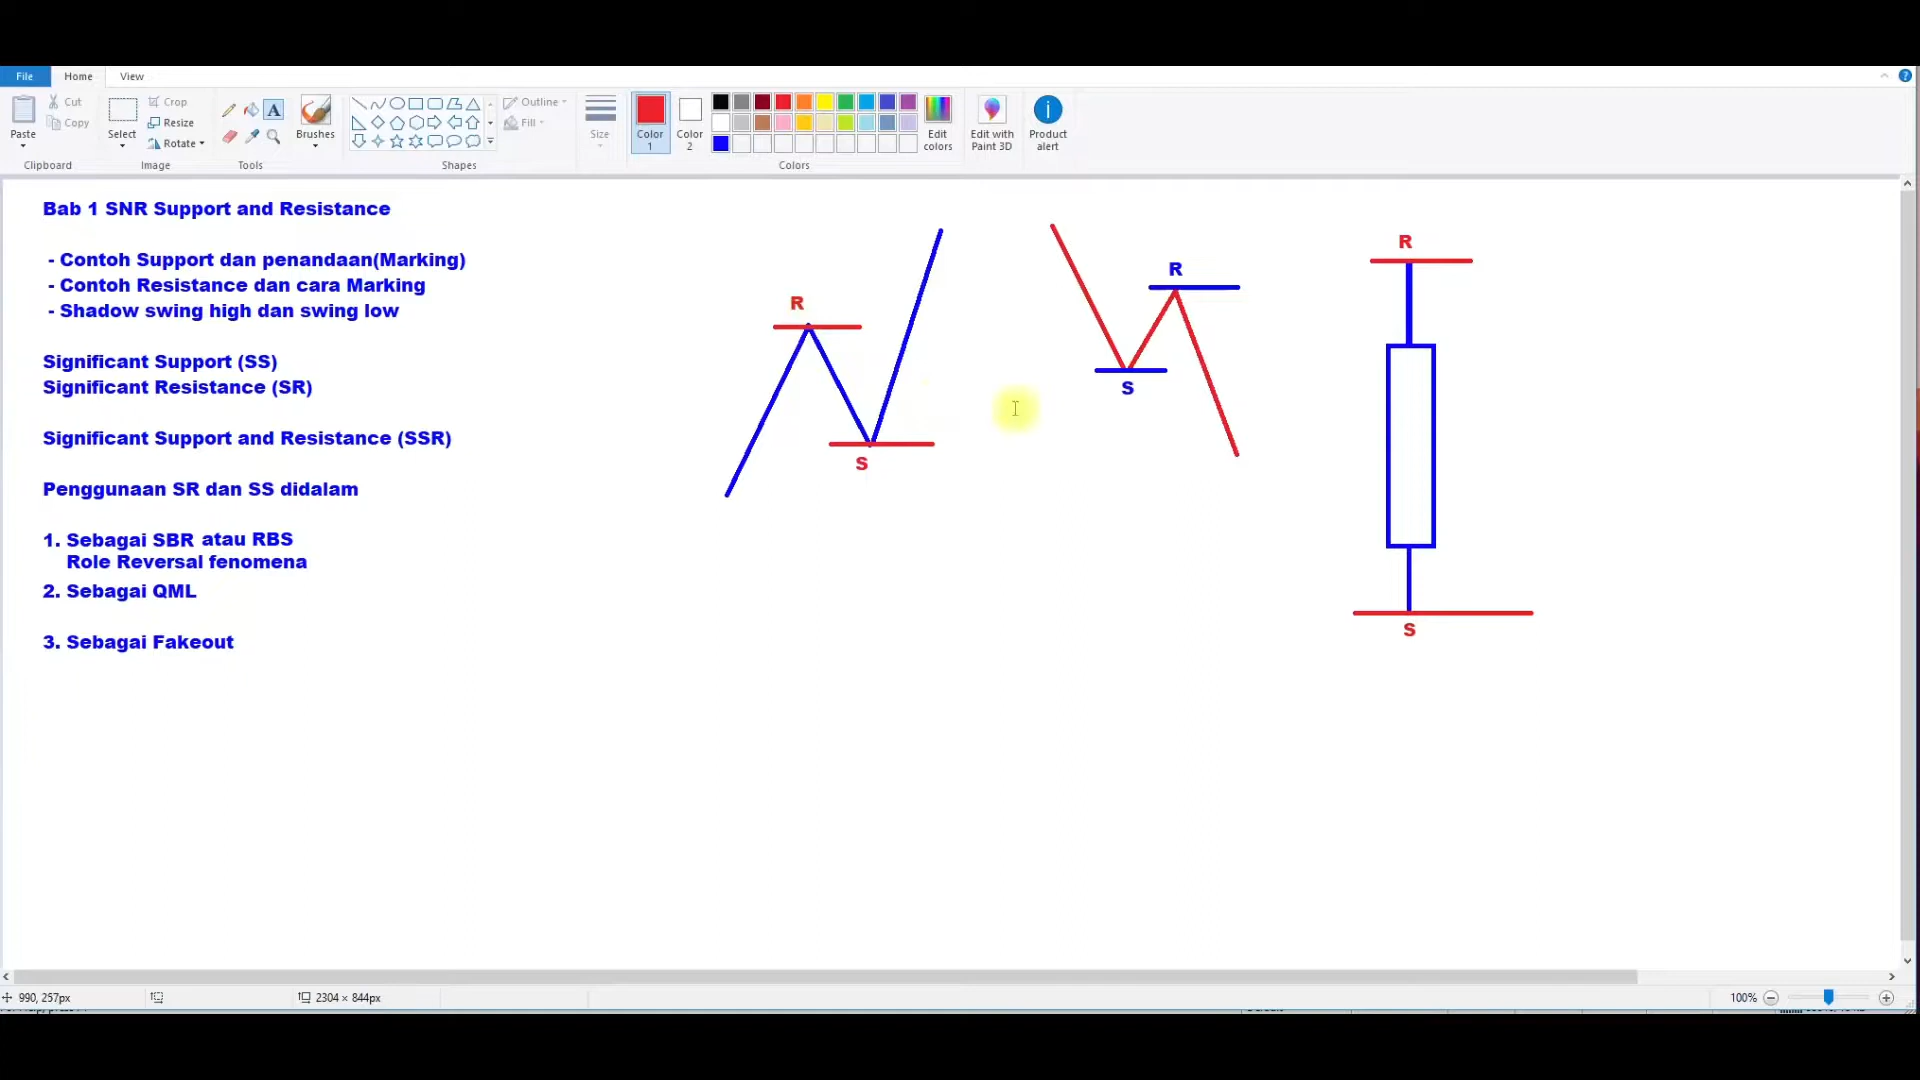 File Home View
Paste
Cut
Copy
Clipboard
Select
Crop
Resize
Rotate
Image
A
Tools
Brushes
Shapes
Outline
Fill
Size
Color 1
Color 2
Edit colors
Colors
Edit with Paint 3D
Product alert
Bab 1 SNR Support and Resistance
- Contoh Support dan penandaan(Marking)
- Contoh Resistance dan cara Marking
- Shadow swing high dan swing low
Significant Support (SS)
Significant Resistance (SR)
Significant Support and Resistance (SSR)
Penggunaan SR dan SS didalam
1. Sebagai SBR atau RBS
Role Reversal fenomena
2. Sebagai QML
3. Sebagai Fakeout
R
S
R
S
R
S
990, 257px
2304 × 844px
100%